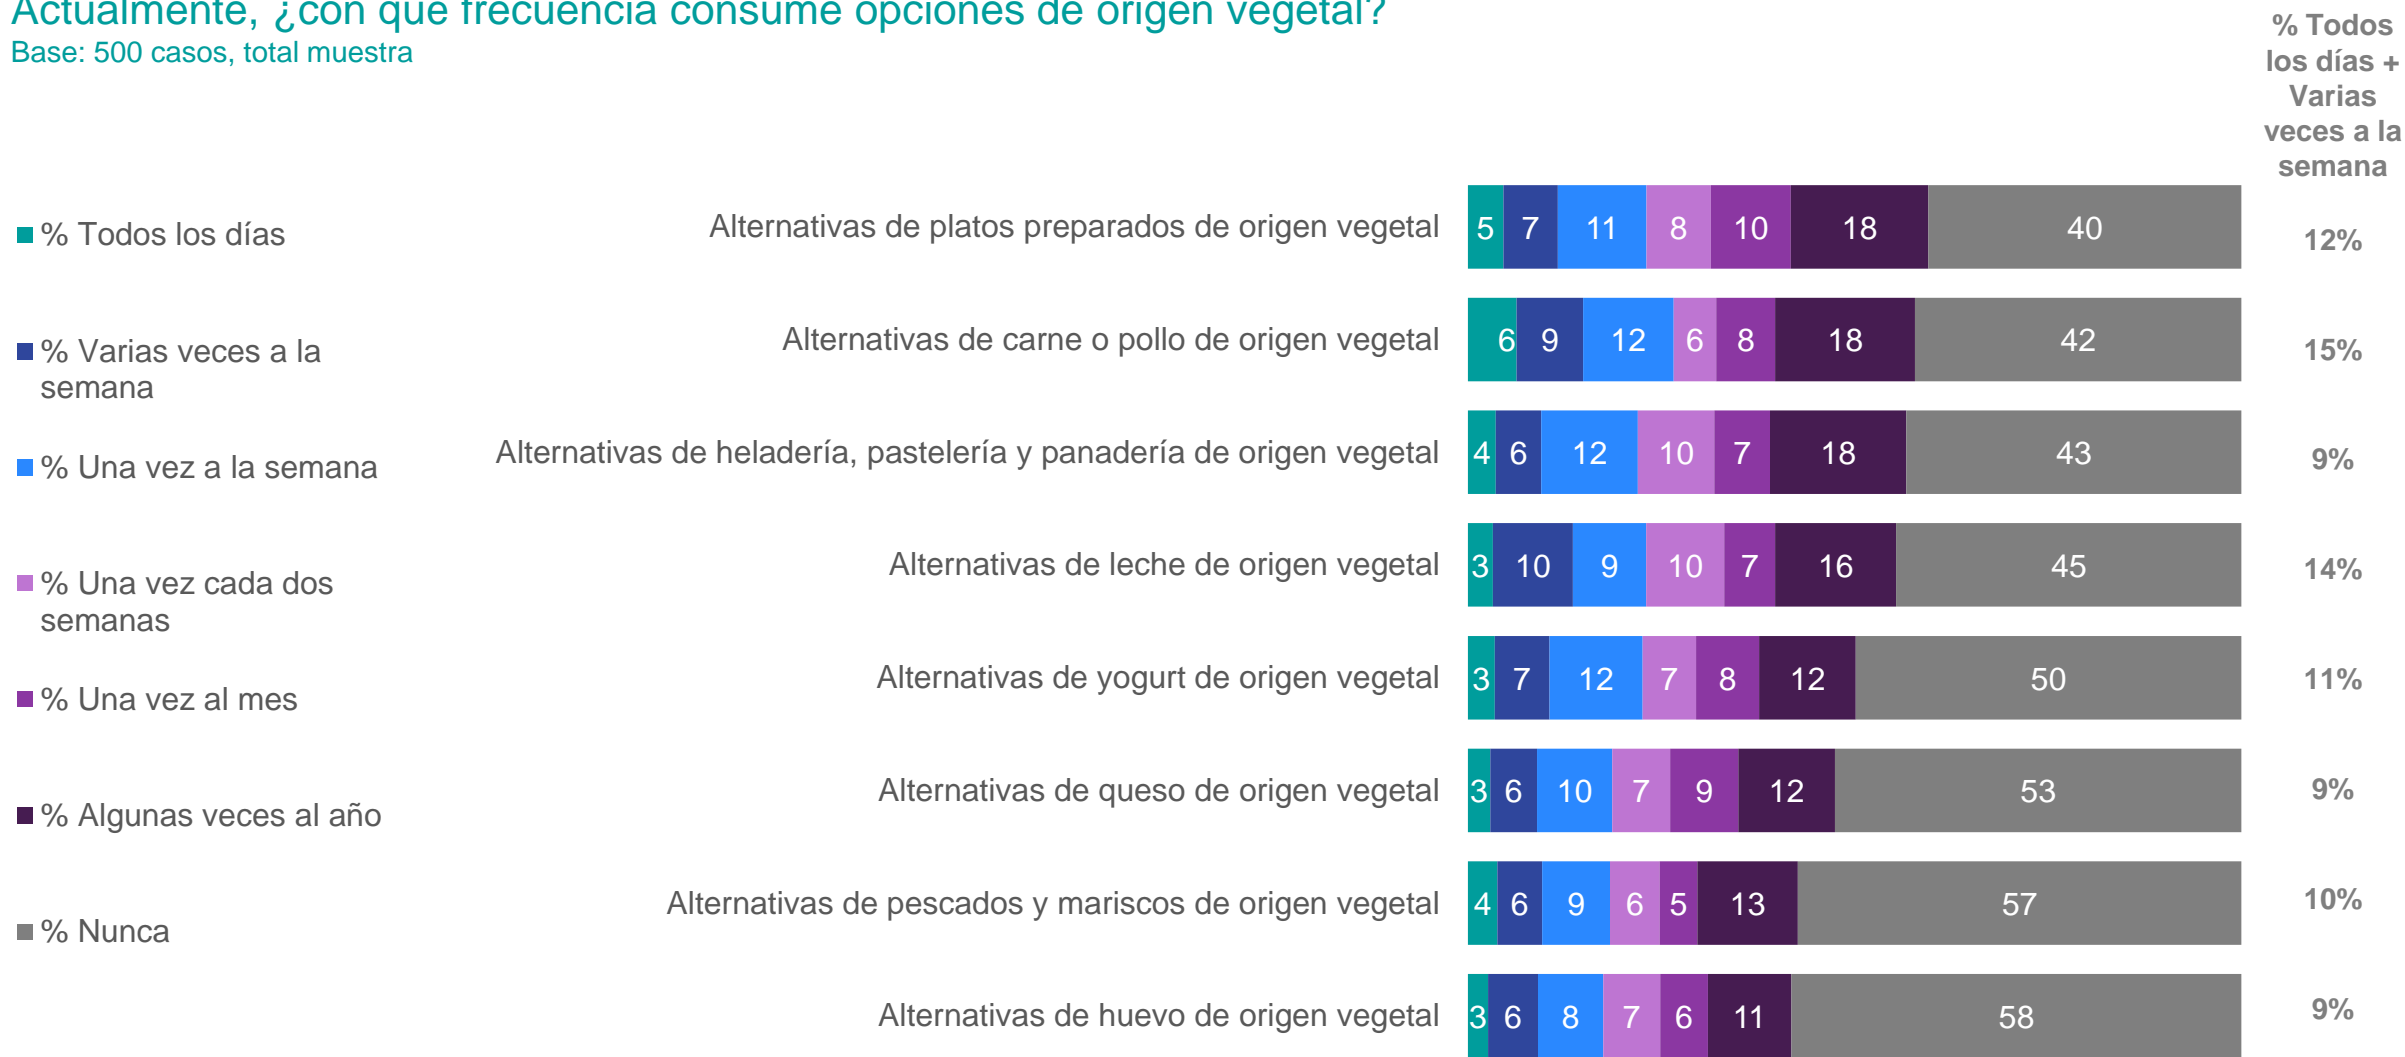 Actualmente, ¿con qué frecuencia consume opciones de origen vegetal?
Base: 500 casos, total muestra
% Todos
los días +
Varias
veces a la
semana
% Todos los días
% Varias veces a la
semana
% Una vez a la semana
% Una vez cada dos
semanas
% Una vez al mes
% Algunas veces al año
% Nunca
Alternativas de platos preparados de origen vegetal 5 7 11 8 10 18 40 12%
Alternativas de carne o pollo de origen vegetal 6 9 12 6 8 18 42 15%
Alternativas de heladería, pastelería y panadería de origen vegetal 4 6 12 10 7 18 43 9%
Alternativas de leche de origen vegetal 3 10 9 10 7 16 45 14%
Alternativas de yogurt de origen vegetal 3 7 12 7 8 12 50 11%
Alternativas de queso de origen vegetal 3 6 10 7 9 12 53 9%
Alternativas de pescados y mariscos de origen vegetal 4 6 9 6 5 13 57 10%
Alternativas de huevo de origen vegetal 3 6 8 7 6 11 58 9%